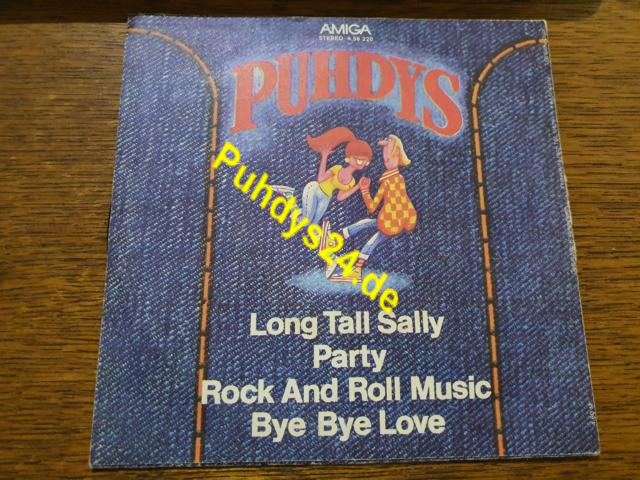 AMIGA
STEREO 4 56 220
PUHDYS
Puhdys24.de
Long Tall Sally
Party
Rock And Roll Music
Bye Bye Love